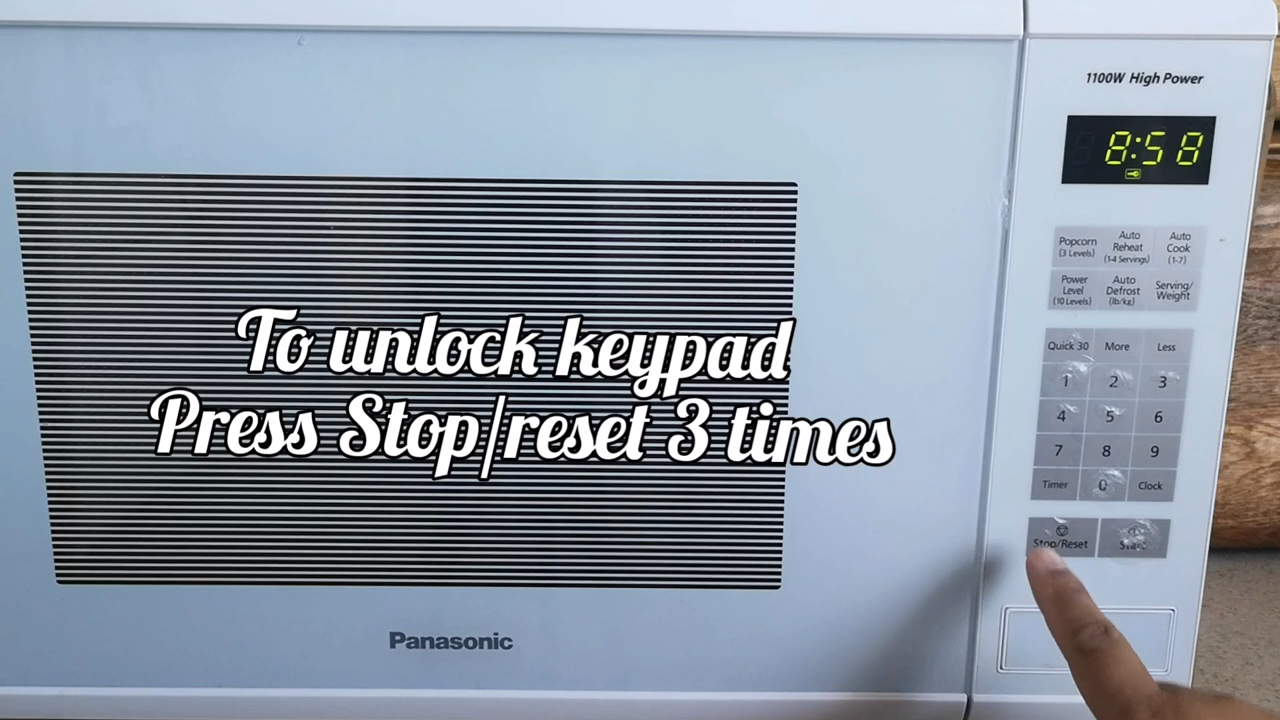 1100W High Power
8:58
Popcorn
(3 Levels)
Auto
Reheat
(1-4 Servings)
Auto
Cook
(1-7)
Power
Level
(10 Levels)
Auto
Defrost
(lb/kg)
Serving/
Weight
Quick 30
More
Less
1
2
3
4
5
6
7
8
9
Timer
0
Clock
Stop/Reset
Start
To unlock keypad
Press Stop/reset 3 times
Panasonic